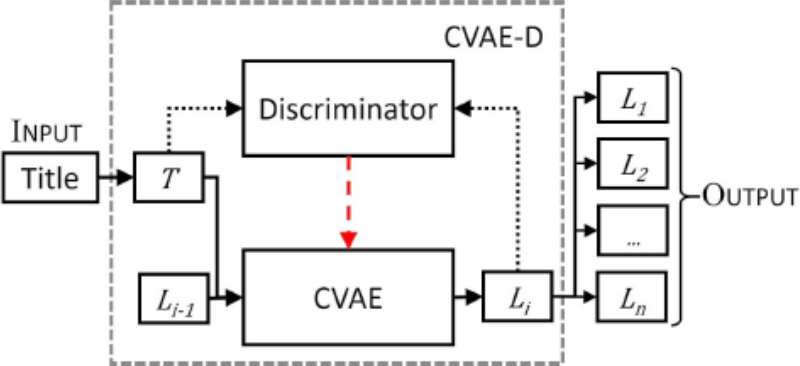 CVAE-D
Discriminator
INPUT
Title
T
L1
L2
...
Ln
OUTPUT
Li-1
CVAE
Li